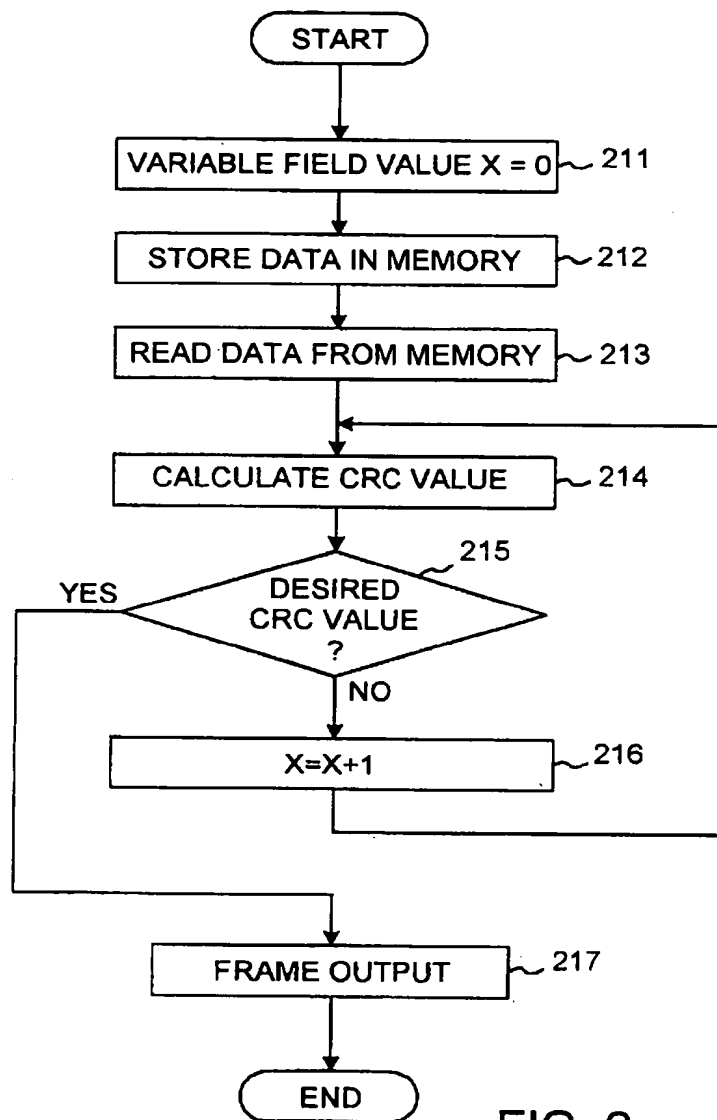 START
VARIABLE FIELD VALUE X = 0
211
STORE DATA IN MEMORY
212
READ DATA FROM MEMORY
213
CALCULATE CRC VALUE
214
215
YES
DESIRED
CRC VALUE
?
NO
X=X+1
216
FRAME OUTPUT
217
END